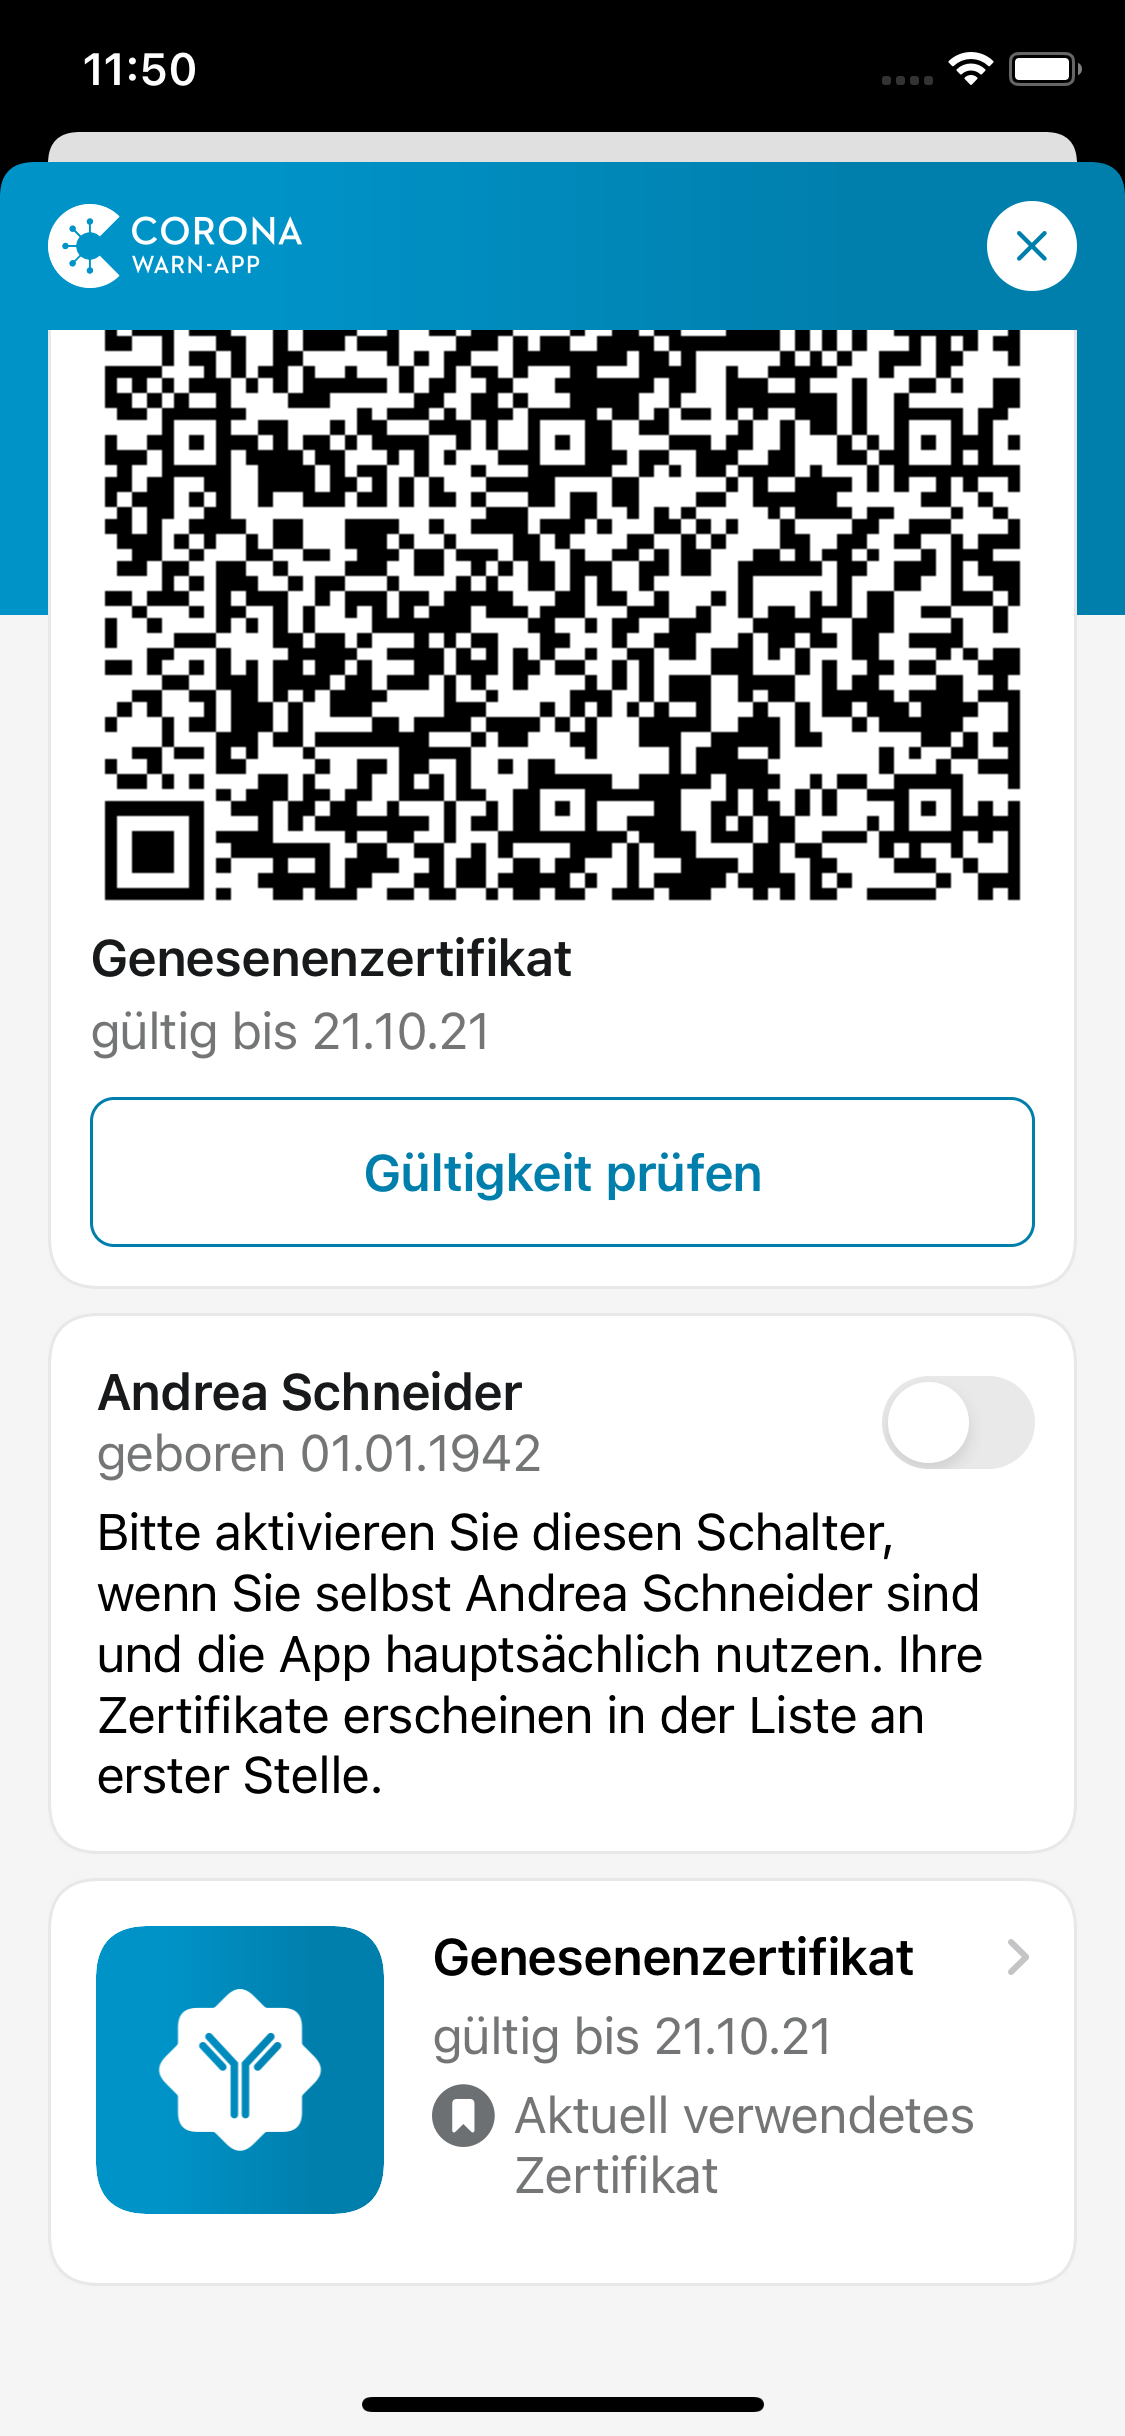 11:50
CORONA
WARN-APP
Genesenenzertifikat
gültig bis 21.10.21
Gültigkeit prüfen
Andrea Schneider
geboren 01.01.1942
Bitte aktivieren Sie diesen Schalter,
wenn Sie selbst Andrea Schneider sind
und die App hauptsächlich nutzen. Ihre
Zertifikate erscheinen in der Liste an
erster Stelle.
Genesenenzertifikat
gültig bis 21.10.21
Aktuell verwendetes
Zertifikat